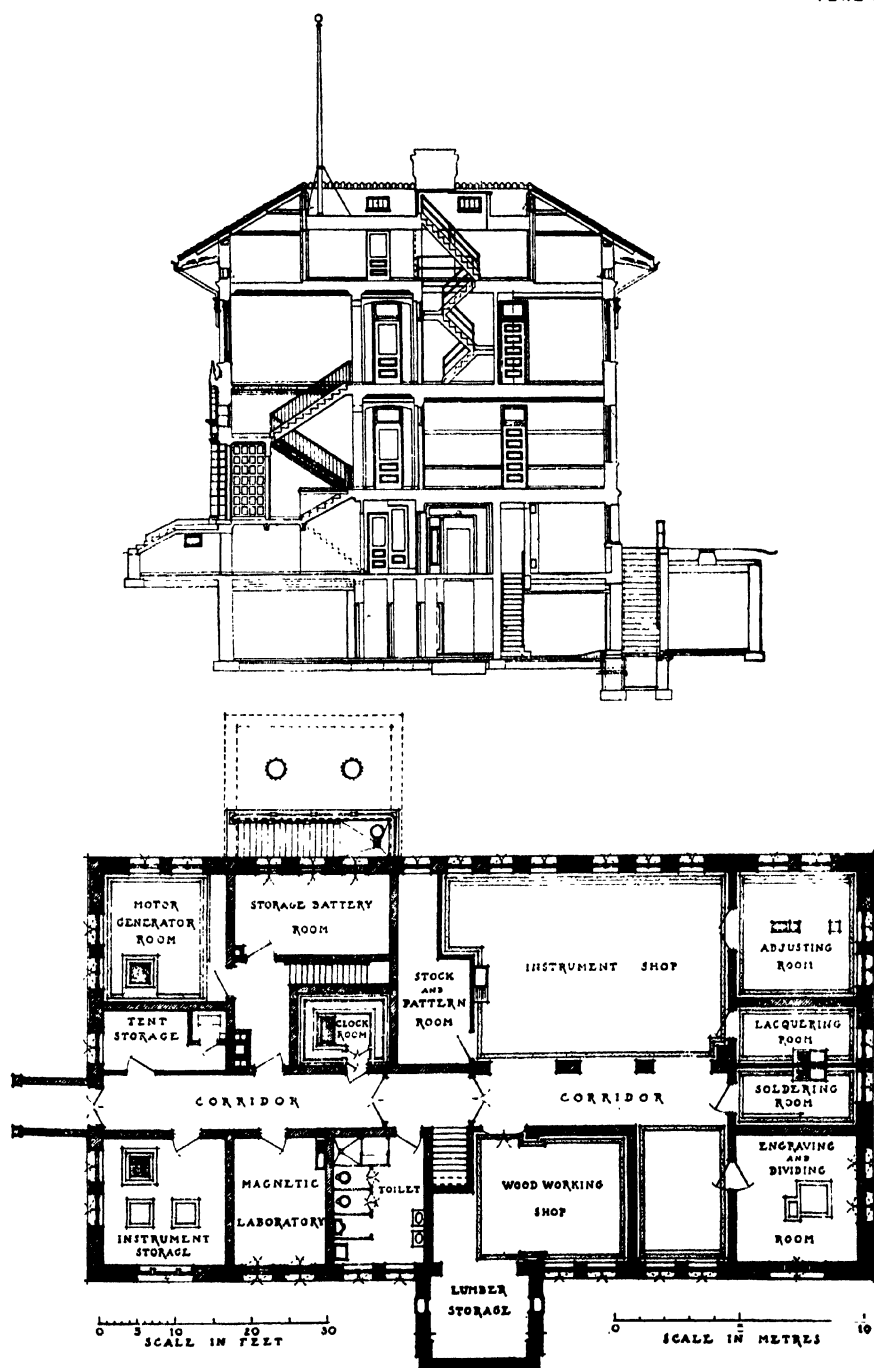 MOTOR
GENERATOR
ROOM
STORAGE BATTERY
ROOM
STOCK
AND
PATTERN
ROOM
INSTRUMENT SHOP
ADJUSTING
ROOM
TENT
STORAGE
CLOCK
ROOM
LACQUERING
ROOM
SOLDERING
ROOM
CORRIDOR
CORRIDOR
INSTRUMENT
STORAGE
MAGNETIC
LABORATORY
TOILET
WOOD WORKING
SHOP
ENGRAVING
AND
DIVIDING
ROOM
LUMBER
STORAGE
0 5 10 20 30
SCALE IN FEET
0 5 10
SCALE IN METRES